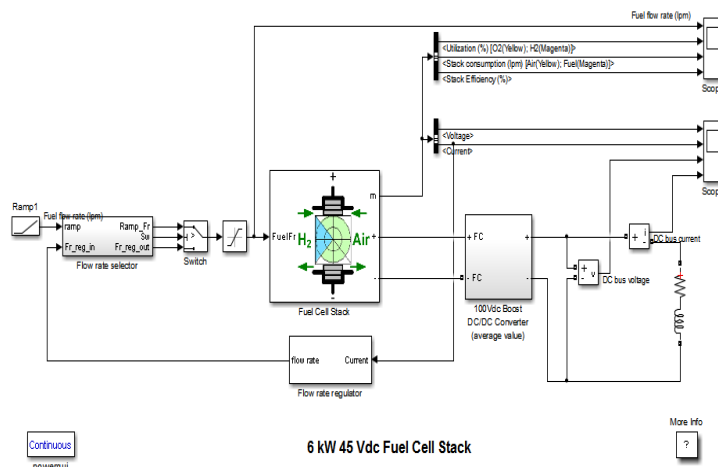 Fuel flow rate (lpm)
<Utilization (%) [O2(Yellow); H2(Magenta)]>
<Stack consumption (lpm) [Air(Yellow); Fuel(Magenta)]>
<Stack Efficiency (%)>
Scop
<Voltage>
<Current>
Scop
Ramp1
Fuel flow rate (lpm)
ramp
Fr_reg_in
Ramp_Fr
Sw
Fr_reg_out
Flow rate selector
Switch
FuelFr
H2
Air
+
m
+
-
Fuel Cell Stack
+ FC
- FC
+
-
100Vdc Boost
DC/DC Converter
(average value)
+
-
v
DC bus voltage
+
-
i
DC bus current
flow rate
Current
Flow rate regulator
Continuous
powergui
6 kW 45 Vdc Fuel Cell Stack
More Info
?